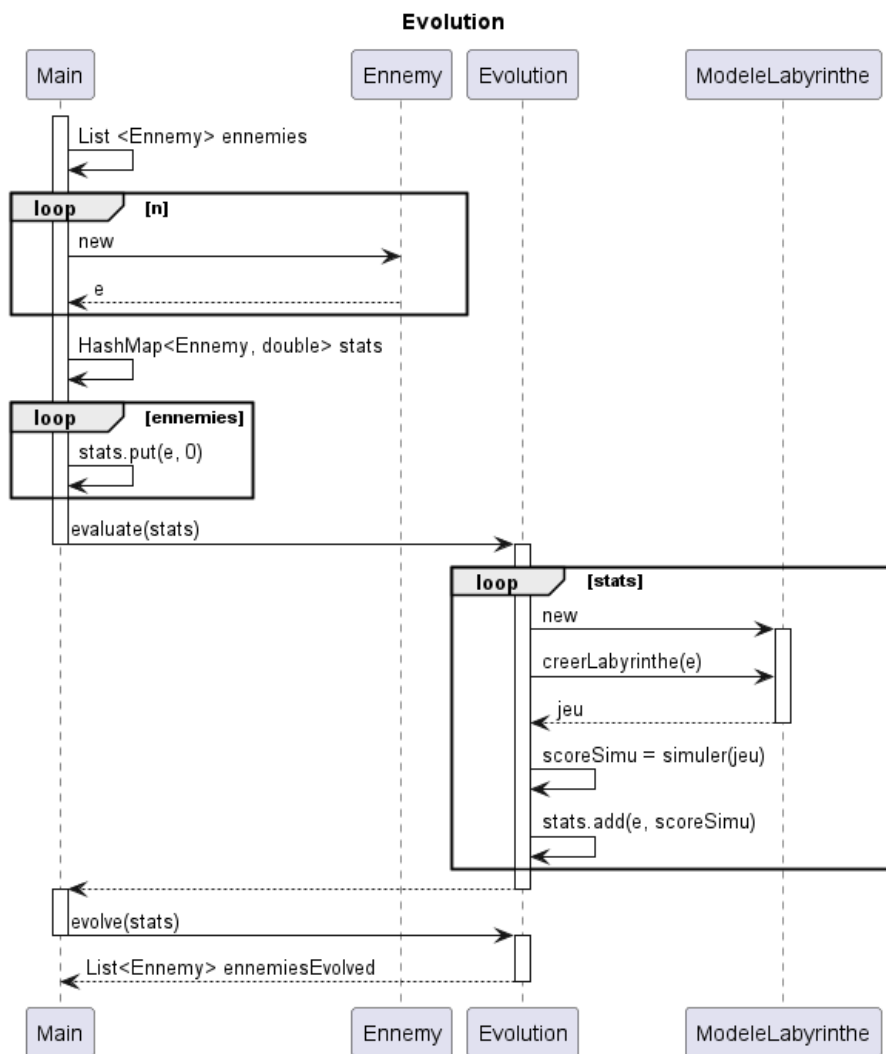 Evolution
Main Ennemy Evolution ModeleLabyrinthe
List <Ennemy> ennemies
loop [n]
new
e
HashMap<Ennemy, double> stats
loop [ennemies]
stats.put(e, 0)
evaluate(stats)
loop [stats]
new
creerLabyrinthe(e)
jeu
scoreSimu = simuler(jeu)
stats.add(e, scoreSimu)
evolve(stats)
List<Ennemy> ennemiesEvolved
Main Ennemy Evolution ModeleLabyrinthe